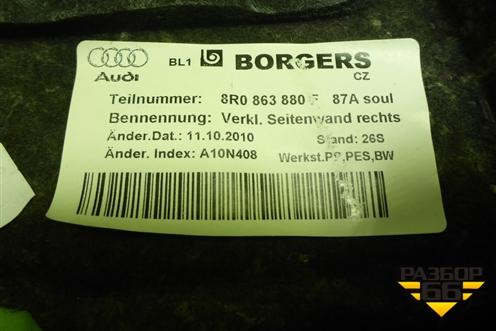 Audi BL1 BORGERS
CZ
Teilnummer: 8R0 863 880 F 87A soul
Bennennung: Verkl. Seitenwand rechts
Änder.Dat.: 11.10.2010 Stand: 26S
Änder. Index: A10N408 Werkst.PP,PES,BW
РАЗБОР
66